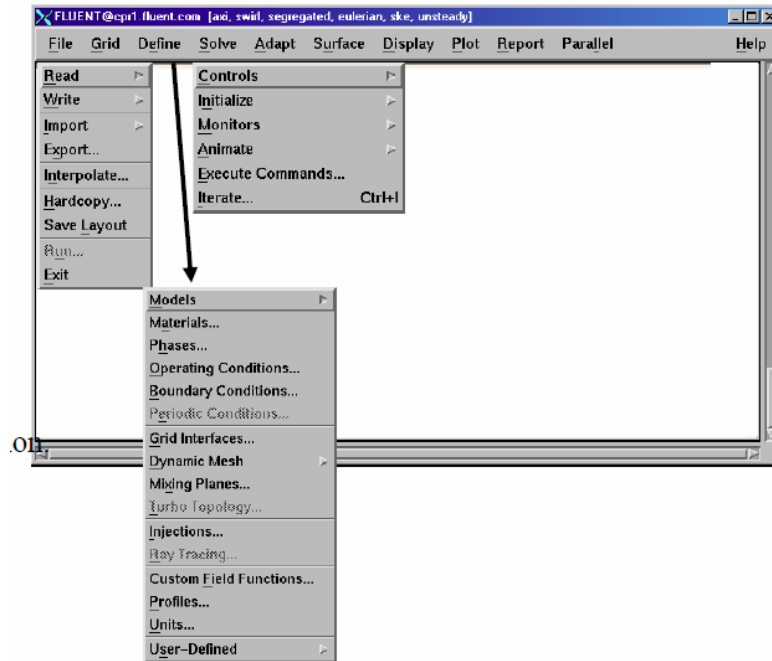 FLUENT@cpr1.fluent.com [axi, swirl, segregated, eulerian, ske, unsteady]
File Grid Define Solve Adapt Surface Display Plot Report Parallel Help
Read
Write
Import
Export...
Interpolate...
Hardcopy...
Save Layout
Run...
Exit
Controls
Initialize
Monitors
Animate
Execute Commands...
Iterate... Ctrl+I
Models
Materials...
Phases...
Operating Conditions...
Boundary Conditions...
Periodic Conditions...
Grid Interfaces...
Dynamic Mesh
Mixing Planes...
Turbo Topology...
Injections...
Ray Tracing...
Custom Field Functions...
Profiles...
Units...
User-Defined
ion.